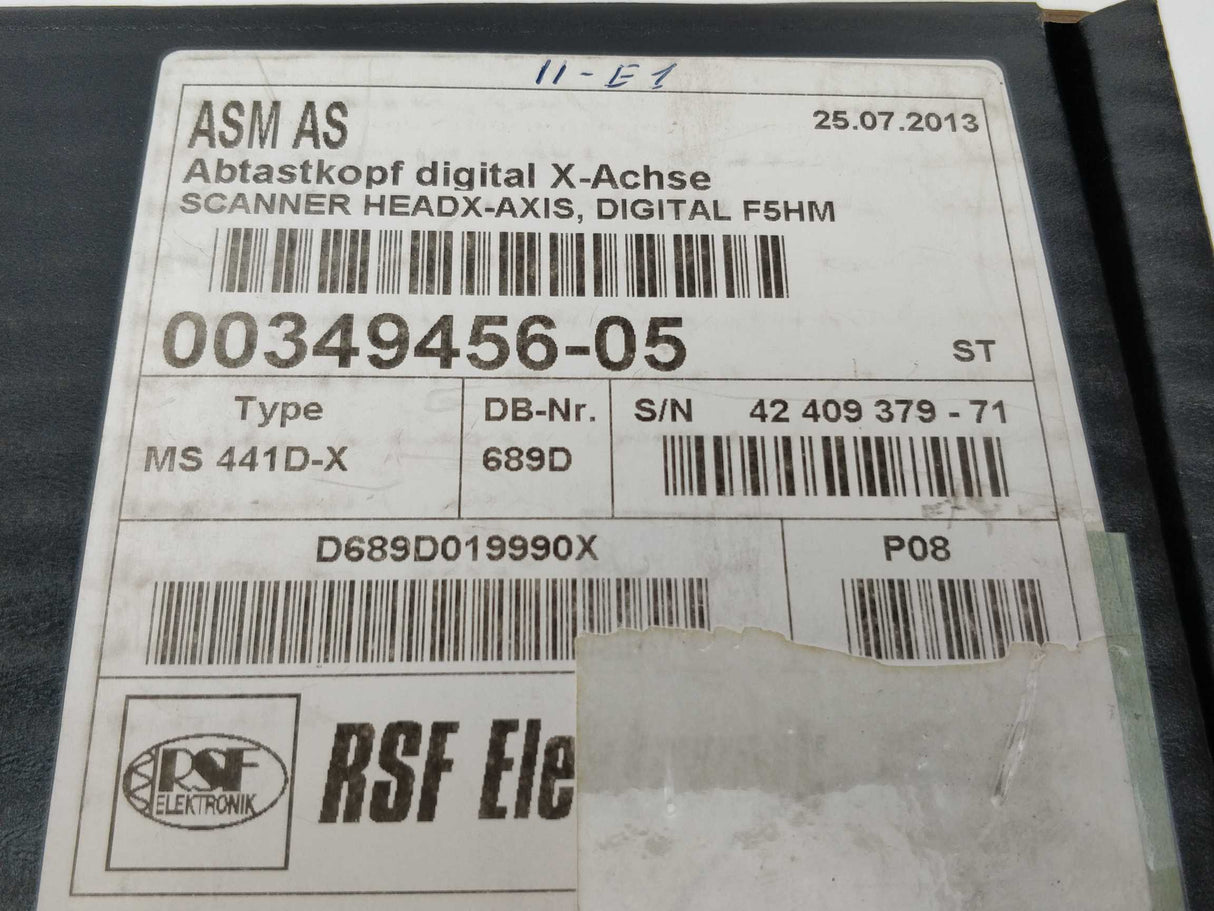 11-E1
ASM AS
25.07.2013
Abtastkopf digital X-Achse
SCANNER HEADX-AXIS, DIGITAL F5HM
00349456-05
ST
Type
DB-Nr.
S/N 42 409 379 - 71
MS 441D-X
689D
D689D019990X
P08
RSF
ELEKTRONIK
RSF Ele